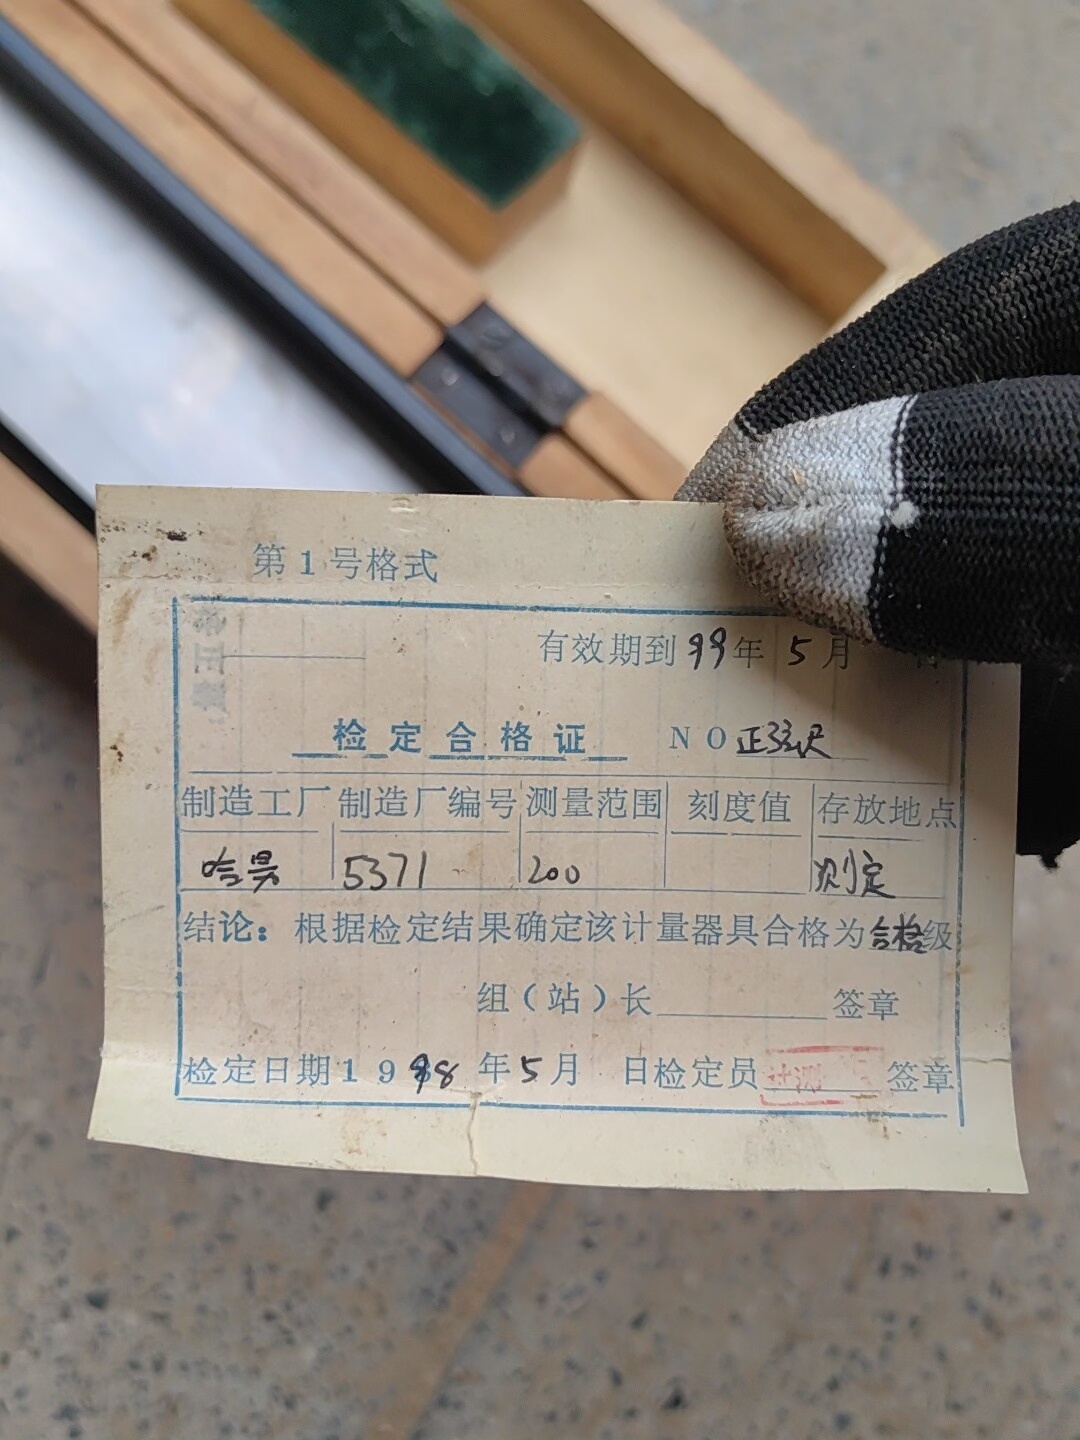 第1号格式
有效期到99年5月
检定合格证 NO正弦尺
制造工厂 制造厂编号 测量范围 刻度值 存放地点
5371 200 测定
结论：根据检定结果确定该计量器具合格为合格级
组（站）长 签章
检定日期1998年5月 日检定员 签章